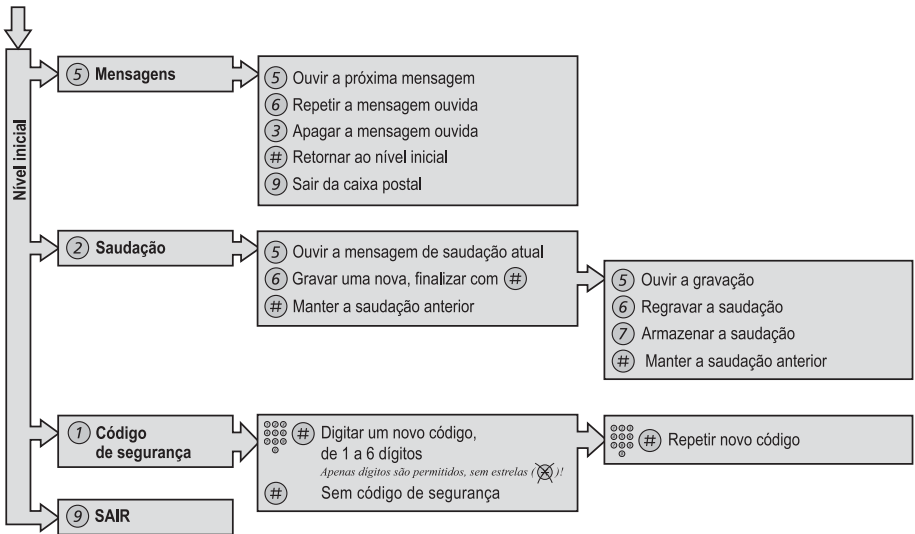 Nível inicial
5 Mensagens
5 Ouvir a próxima mensagem
6 Repetir a mensagem ouvida
3 Apagar a mensagem ouvida
# Retornar ao nível inicial
9 Sair da caixa postal
2 Saudação
5 Ouvir a mensagem de saudação atual
6 Gravar uma nova, finalizar com #
# Manter a saudação anterior
5 Ouvir a gravação
6 Regravar a saudação
7 Armazenar a saudação
# Manter a saudação anterior
1 Código
de segurança
# Digitar um novo código,
de 1 a 6 dígitos
Apenas dígitos são permitidos, sem estrelas (✱)!
# Sem código de segurança
# Repetir novo código
9 SAIR